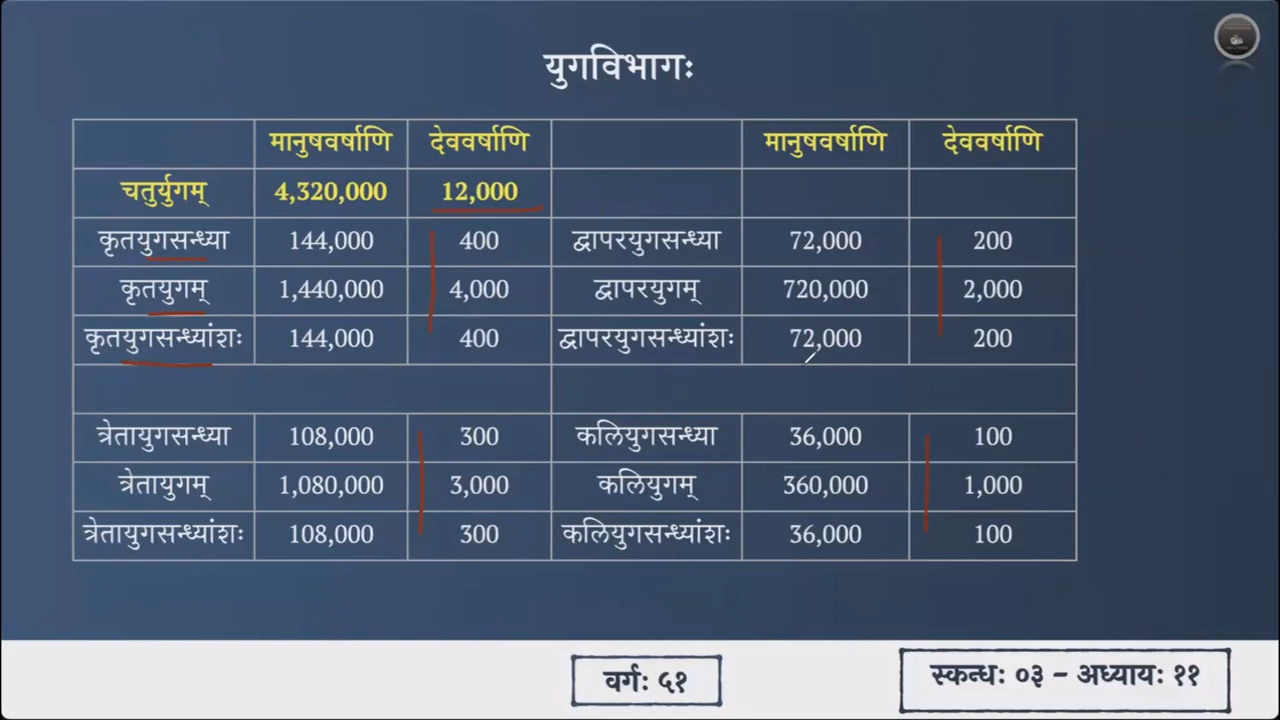 युगविभागः
मानुषवर्षाणि देववर्षाणि मानुषवर्षाणि देववर्षाणि
चतुर्युगम् 4,320,000 12,000
कृतयुगसन्ध्या 144,000 400 द्वापरयुगसन्ध्या 72,000 200
कृतयुगम् 1,440,000 4,000 द्वापरयुगम् 720,000 2,000
कृतयुगसन्ध्यांशः 144,000 400 द्वापरयुगसन्ध्यांशः 72,000 200
त्रेतायुगसन्ध्या 108,000 300 कलियुगसन्ध्या 36,000 100
त्रेतायुगम् 1,080,000 3,000 कलियुगम् 360,000 1,000
त्रेतायुगसन्ध्यांशः 108,000 300 कलियुगसन्ध्यांशः 36,000 100
वर्गः ५१
स्कन्धः ०३ - अध्यायः ११